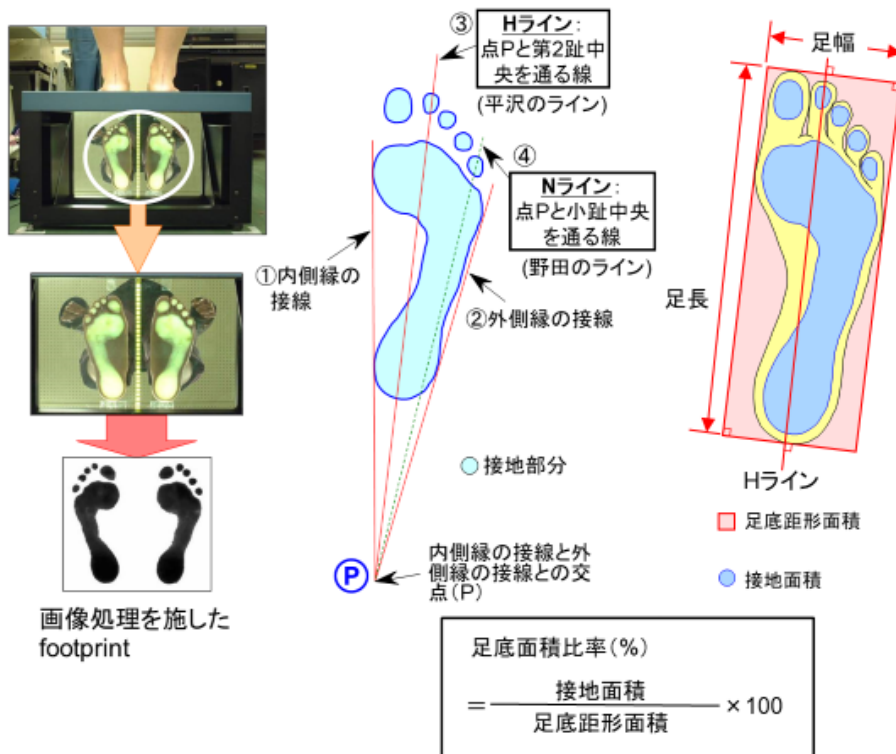 ③
Hライン:
点Pと第2趾中
央を通る線
(平沢のライン)
④
Nライン:
点Pと小趾中央
を通る線
(野田のライン)
①内側縁の
接線
②外側縁の接線
接地部分
P
内側縁の接線と外
側縁の接線との交
点(P)
画像処理を施した
footprint
足幅
足長
Hライン
足底距形面積
接地面積
足底面積比率(%)
=
接地面積
足底距形面積
×100